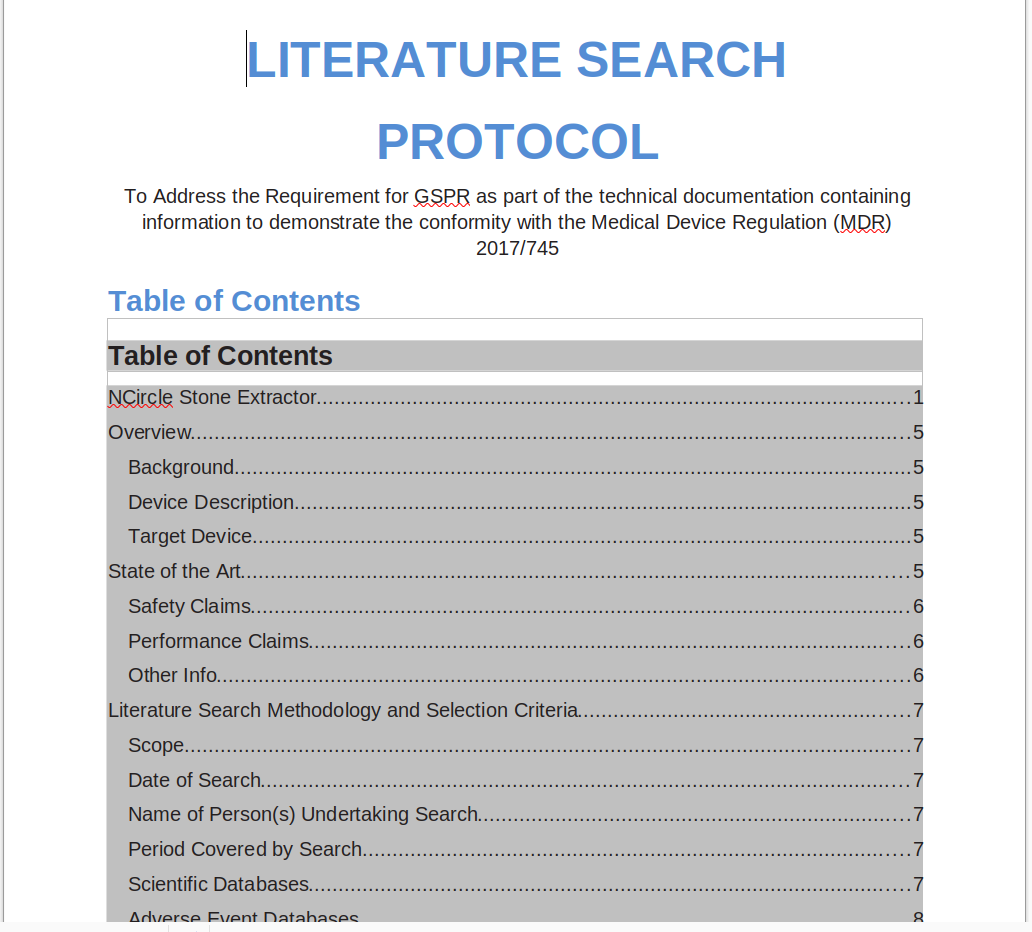 LITERATURE SEARCH
PROTOCOL
To Address the Requirement for GSPR as part of the technical documentation containing
information to demonstrate the conformity with the Medical Device Regulation (MDR)
2017/745
Table of Contents
Table of Contents
NCircle Stone Extractor........................................................................................................1
Overview................................................................................................................................5
Background........................................................................................................................5
Device Description.............................................................................................................5
Target Device.....................................................................................................................5
State of the Art.......................................................................................................................5
Safety Claims.....................................................................................................................6
Performance Claims...........................................................................................................6
Other Info...........................................................................................................................6
Literature Search Methodology and Selection Criteria..........................................................7
Scope.................................................................................................................................7
Date of Search...................................................................................................................7
Name of Person(s) Undertaking Search............................................................................7
Period Covered by Search.................................................................................................7
Scientific Databases...........................................................................................................7
Adverse Event Databases..................................................................................................8